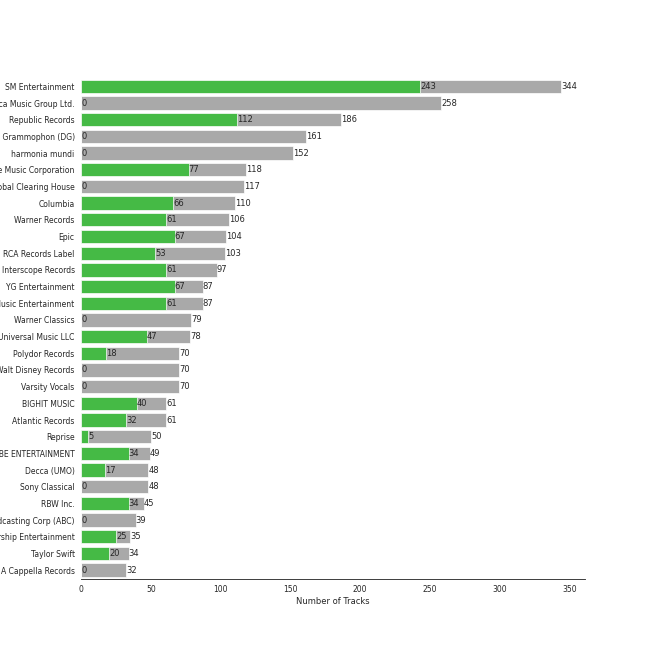 SM Entertainment 243 344
ca Music Group Ltd. 0 258
Republic Records 112 186
Grammophon (DG) 0 161
harmonia mundi 0 152
e Music Corporation 77 118
obal Clearing House 0 117
Columbia 66 110
Warner Records 61 106
Epic 67 104
RCA Records Label 53 103
Interscope Records 61 97
YG Entertainment 67 87
Music Entertainment 61 87
Warner Classics 0 79
Universal Music LLC 47 78
Polydor Records 18 70
Walt Disney Records 0 70
Varsity Vocals 0 70
BIGHIT MUSIC 40 61
Atlantic Records 32 61
Reprise 5 50
BE ENTERTAINMENT 34 49
Decca (UMO) 17 48
Sony Classical 0 48
RBW Inc. 34 45
dcasting Corp (ABC) 0 39
rship Entertainment 25 35
Taylor Swift 20 34
A Cappella Records 0 32
0 50 100 150 200 250 300 350
Number of Tracks